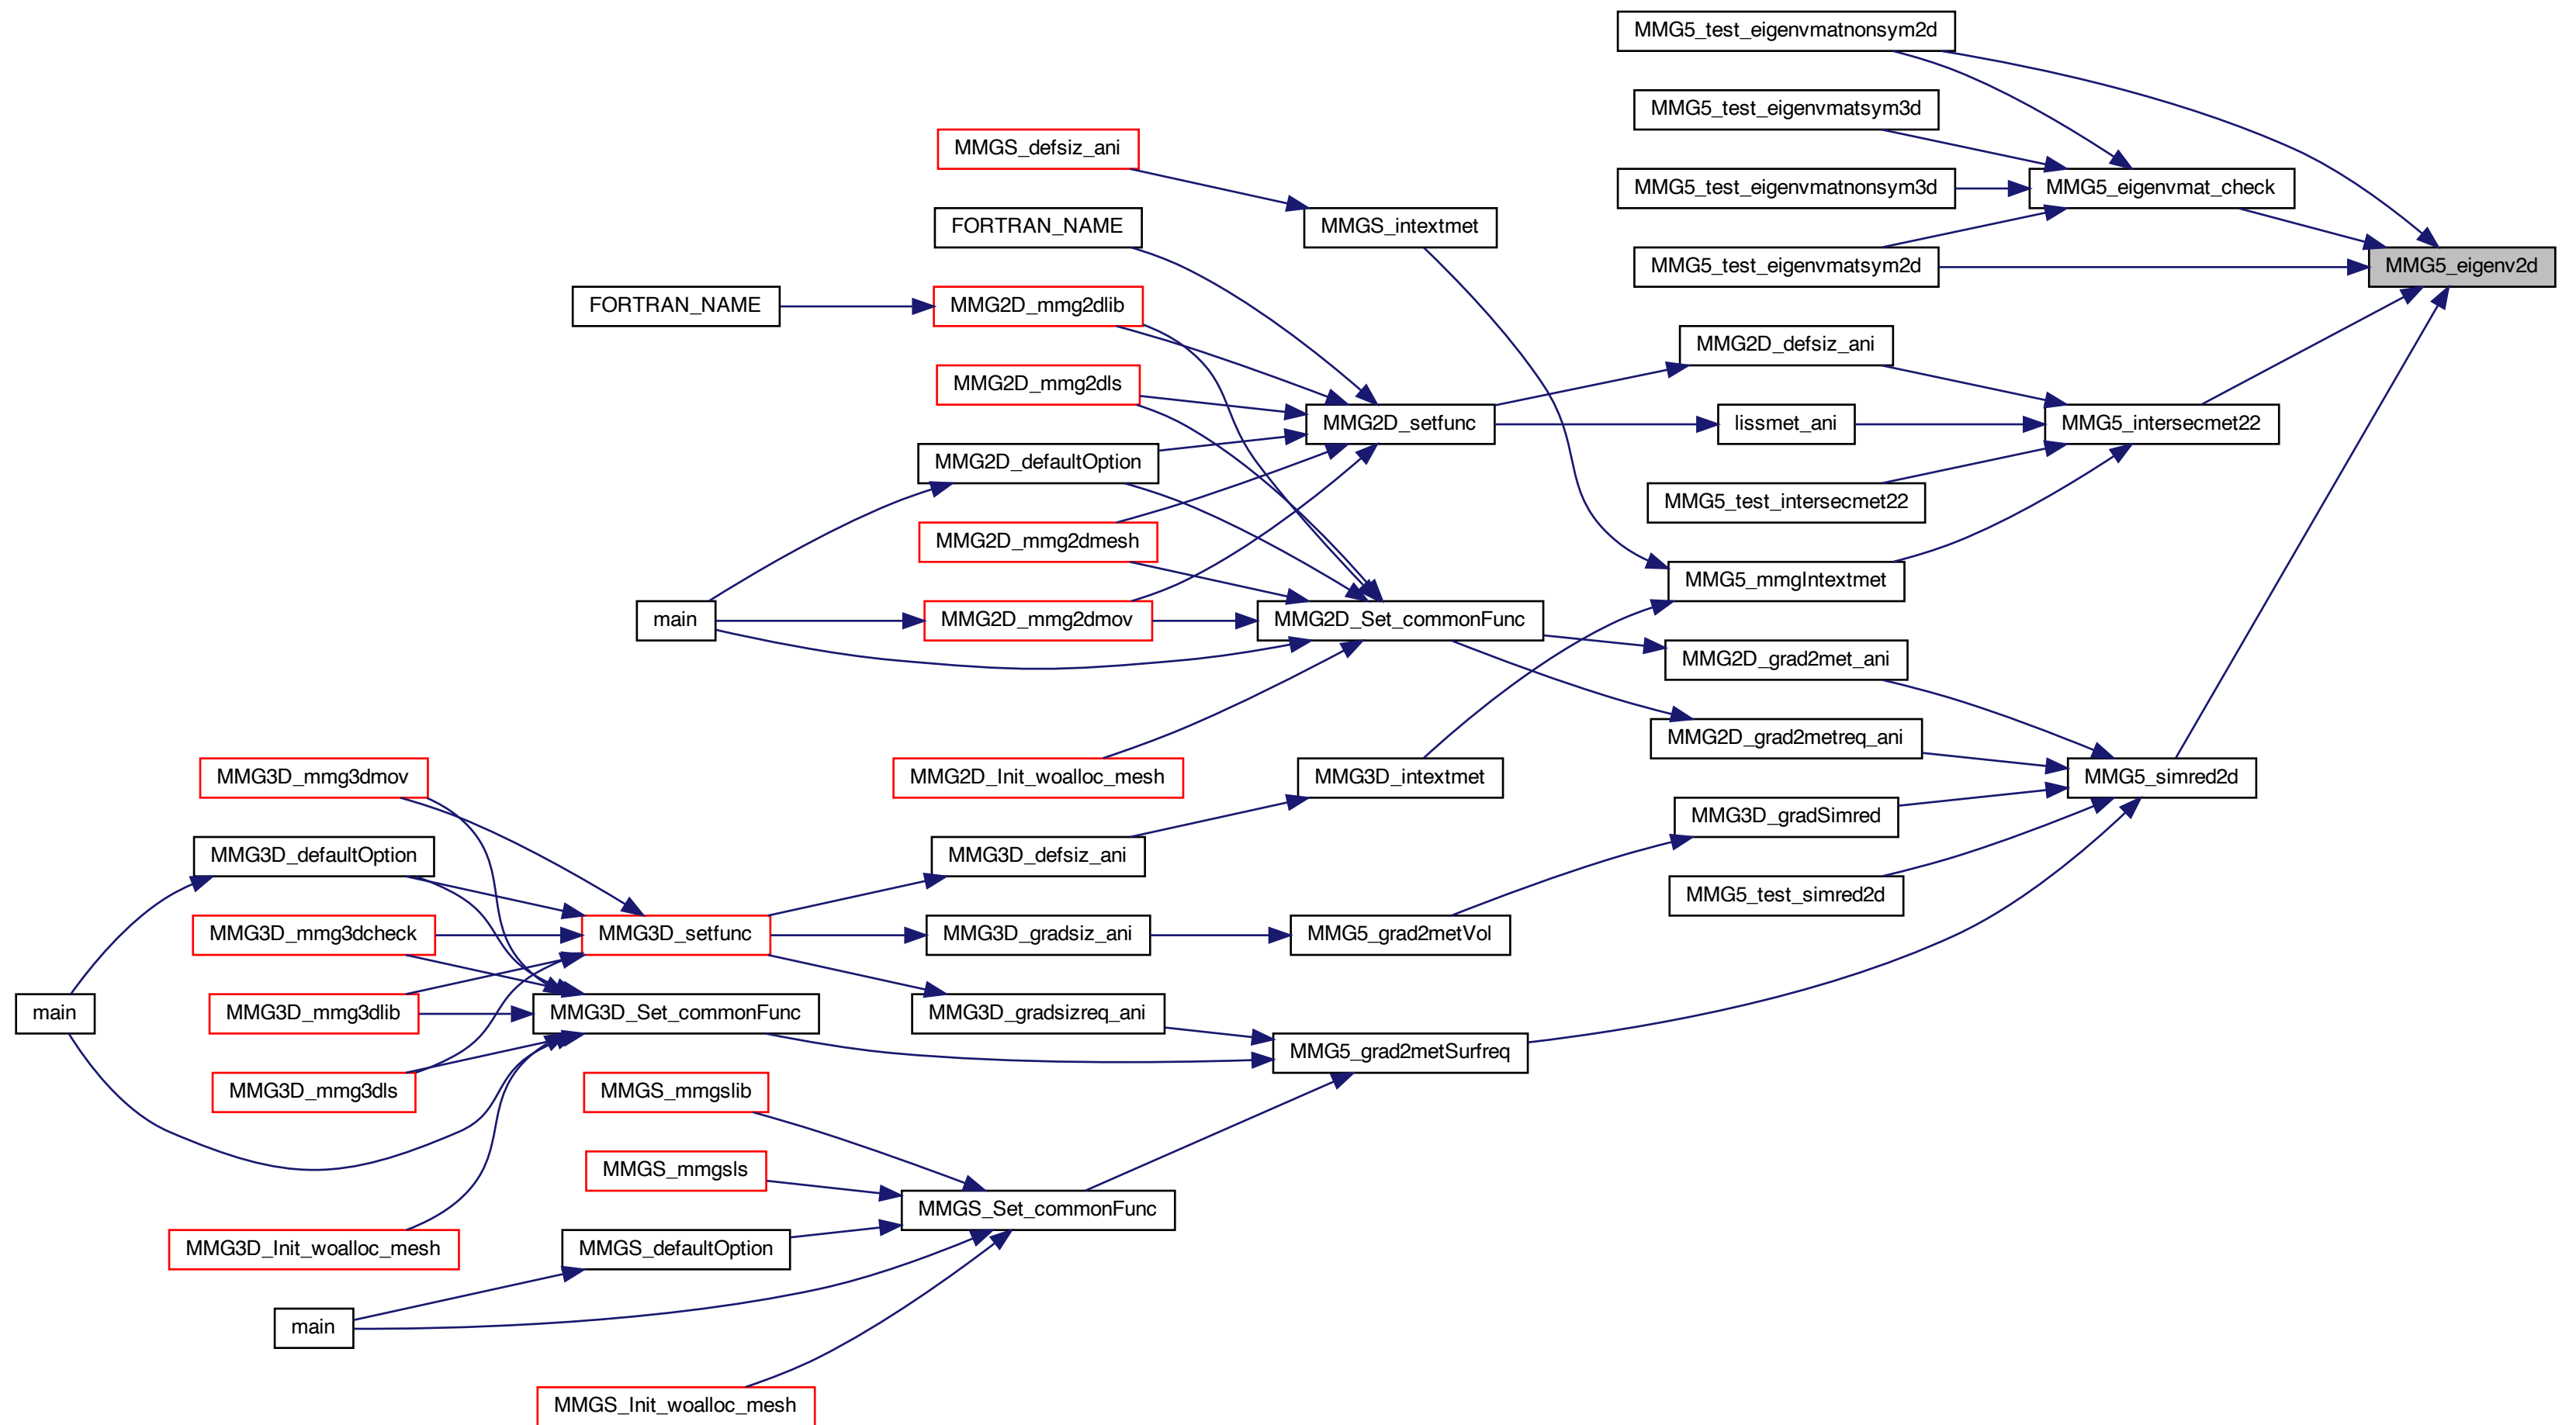 MMG5_test_eigenvmatnonsym2d
MMG5_test_eigenvmatsym3d
MMGS_defsiz_ani
MMG5_test_eigenvmatnonsym3d
MMG5_eigenvmat_check
FORTRAN_NAME
MMGS_intextmet
MMG5_test_eigenvmatsym2d
MMG5_eigenv2d
FORTRAN_NAME
MMG2D_mmg2dlib
MMG2D_defsiz_ani
MMG2D_mmg2dls
MMG2D_setfunc
lissmet_ani
MMG5_intersecmet22
MMG2D_defaultOption
MMG5_test_intersecmet22
MMG2D_mmg2dmesh
MMG5_mmgIntextmet
main
MMG2D_mmg2dmov
MMG2D_Set_commonFunc
MMG2D_grad2met_ani
MMG2D_grad2metreq_ani
MMG3D_mmg3dmov
MMG2D_Init_woalloc_mesh
MMG3D_intextmet
MMG5_simred2d
MMG3D_gradSimred
MMG3D_defaultOption
MMG3D_defsiz_ani
MMG5_test_simred2d
MMG3D_mmg3dcheck
MMG3D_setfunc
MMG3D_gradsiz_ani
MMG5_grad2metVol
main
MMG3D_mmg3dlib
MMG3D_Set_commonFunc
MMG3D_gradsizreq_ani
MMG5_grad2metSurfreq
MMG3D_mmg3dls
MMGS_mmgslib
MMGS_mmgsls
MMGS_Set_commonFunc
MMG3D_Init_woalloc_mesh
MMGS_defaultOption
main
MMGS_Init_woalloc_mesh